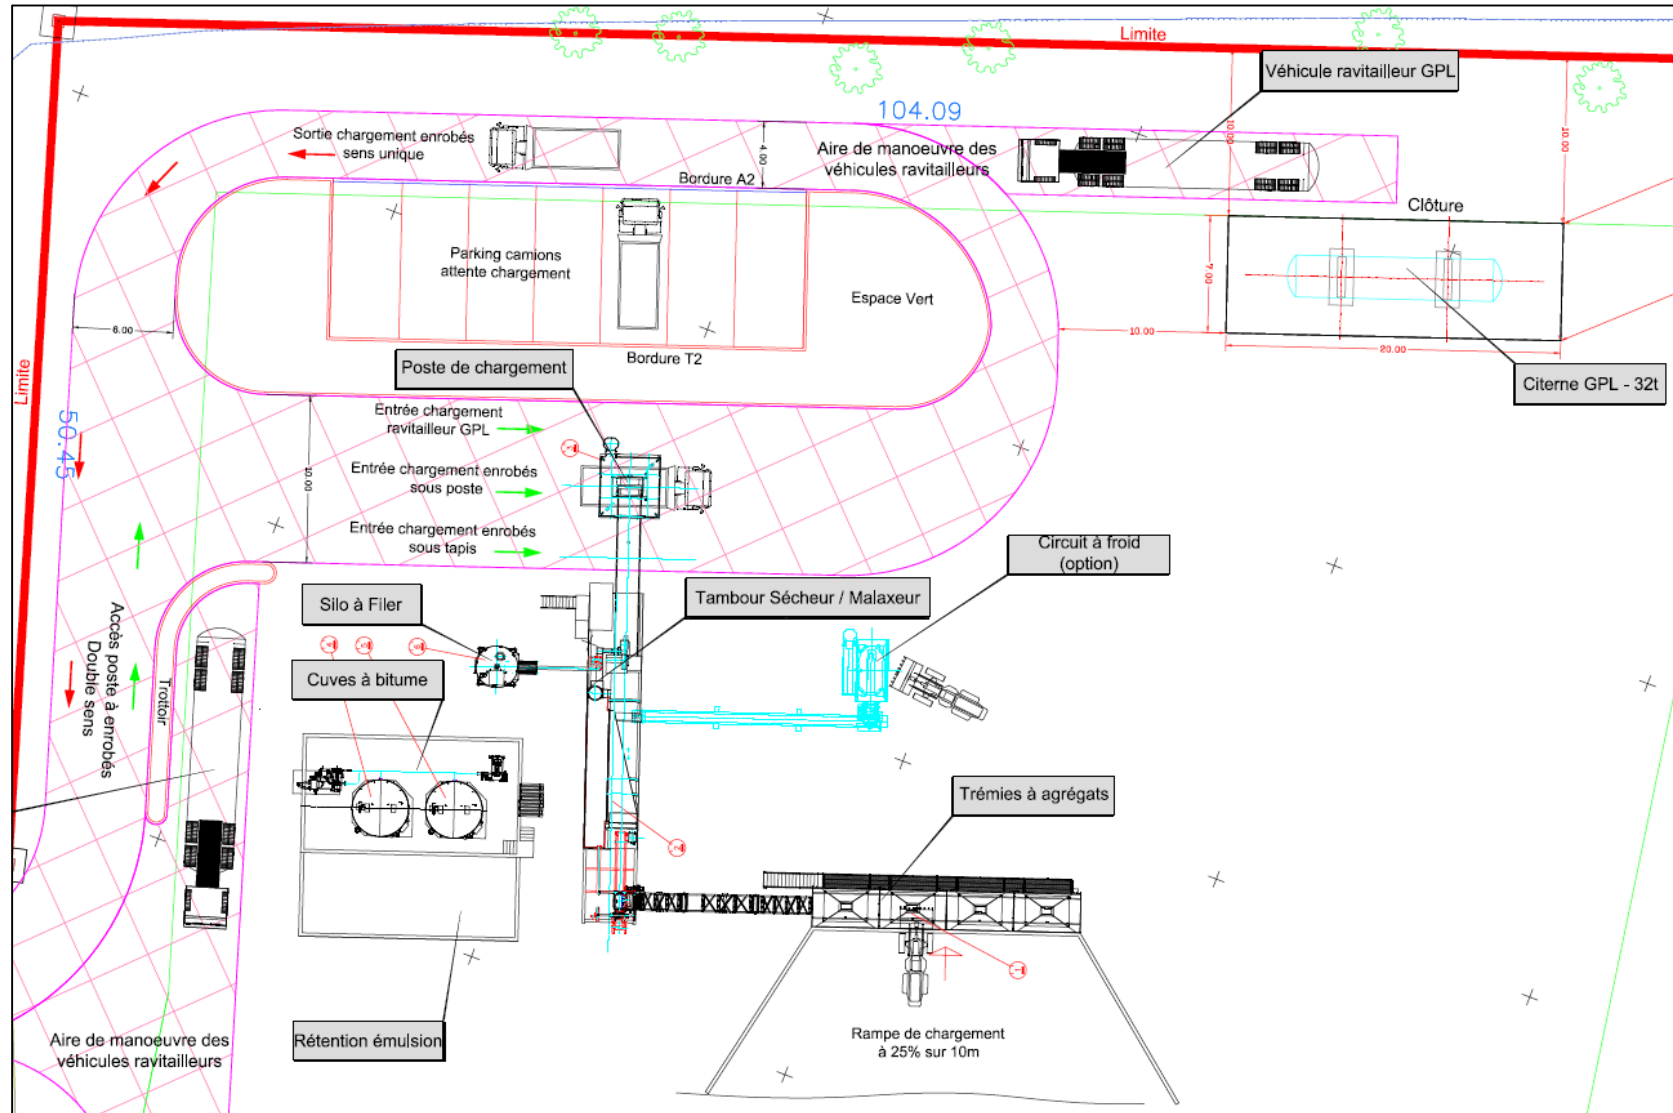 Limite
Véhicule ravitailleur GPL
104.09
Sortie chargement enrobés
sens unique
4.00
Aire de manoeuvre des
véhicules ravitailleurs
10.00
10.00
Bordure A2
Clôture
Parking camions
attente chargement
Espace Vert
7.00
6.00
10.00
20.00
Bordure T2
Poste de chargement
Citerne GPL - 32t
Limite
50.45
Entrée chargement
ravitailleur GPL
Entrée chargement enrobés
sous poste
10.00
Entrée chargement enrobés
sous tapis
Circuit à froid
(option)
Silo à Filer
Tambour Sécheur / Malaxeur
4
5
6
Cuves à bitume
Accès poste à enrobés
Double sens
Trottoir
Trémies à agrégats
2
1
Rétention émulsion
Rampe de chargement
à 25% sur 10m
Aire de manoeuvre des
véhicules ravitailleurs